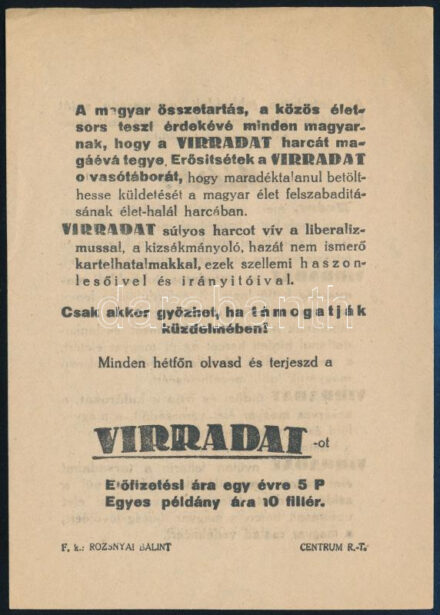 A magyar összetartás, a közös élet-
sors teszi érdekévé minden magyar-
nak, hogy a VIRRADAT harcát ma-
gáévá tegye. Erősitsétek a VIRRADAT
olvasótáborát, hogy maradéktalanul betölt-
hesse küldetését a magyar élet felszabaditá-
sának élet-halál harcában.
VIRRADAT súlyos harcot vív a liberaliz-
mussal, a kizsákmányoló, hazát nem ismerő
kartelhatalmakkal, ezek szellemi haszon-
lesőivel és irányitóival.
Csak akker győzhet, ha támogatják
küzdelmében!
darabanth
Minden hétfőn olvasd és terjeszd a
VIRRADAT -ot
Előfizetési ára egy évre 5 P
Egyes példány ára 10 fillér.
F. k.: ROZSNYAI BÁLINT CENTRUM R.-T.